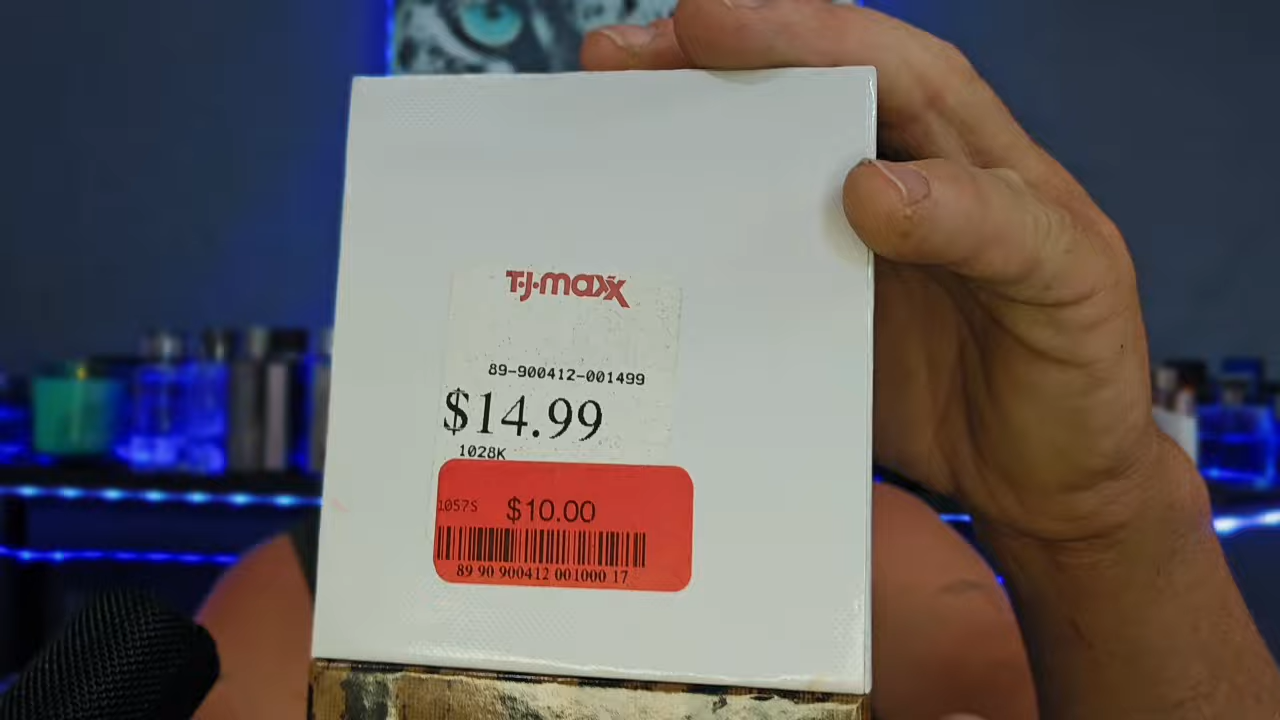 T·J·maxx
89-900412-001499
$14.99
1028K
1057S $10.00
89 90 900412 001000 17